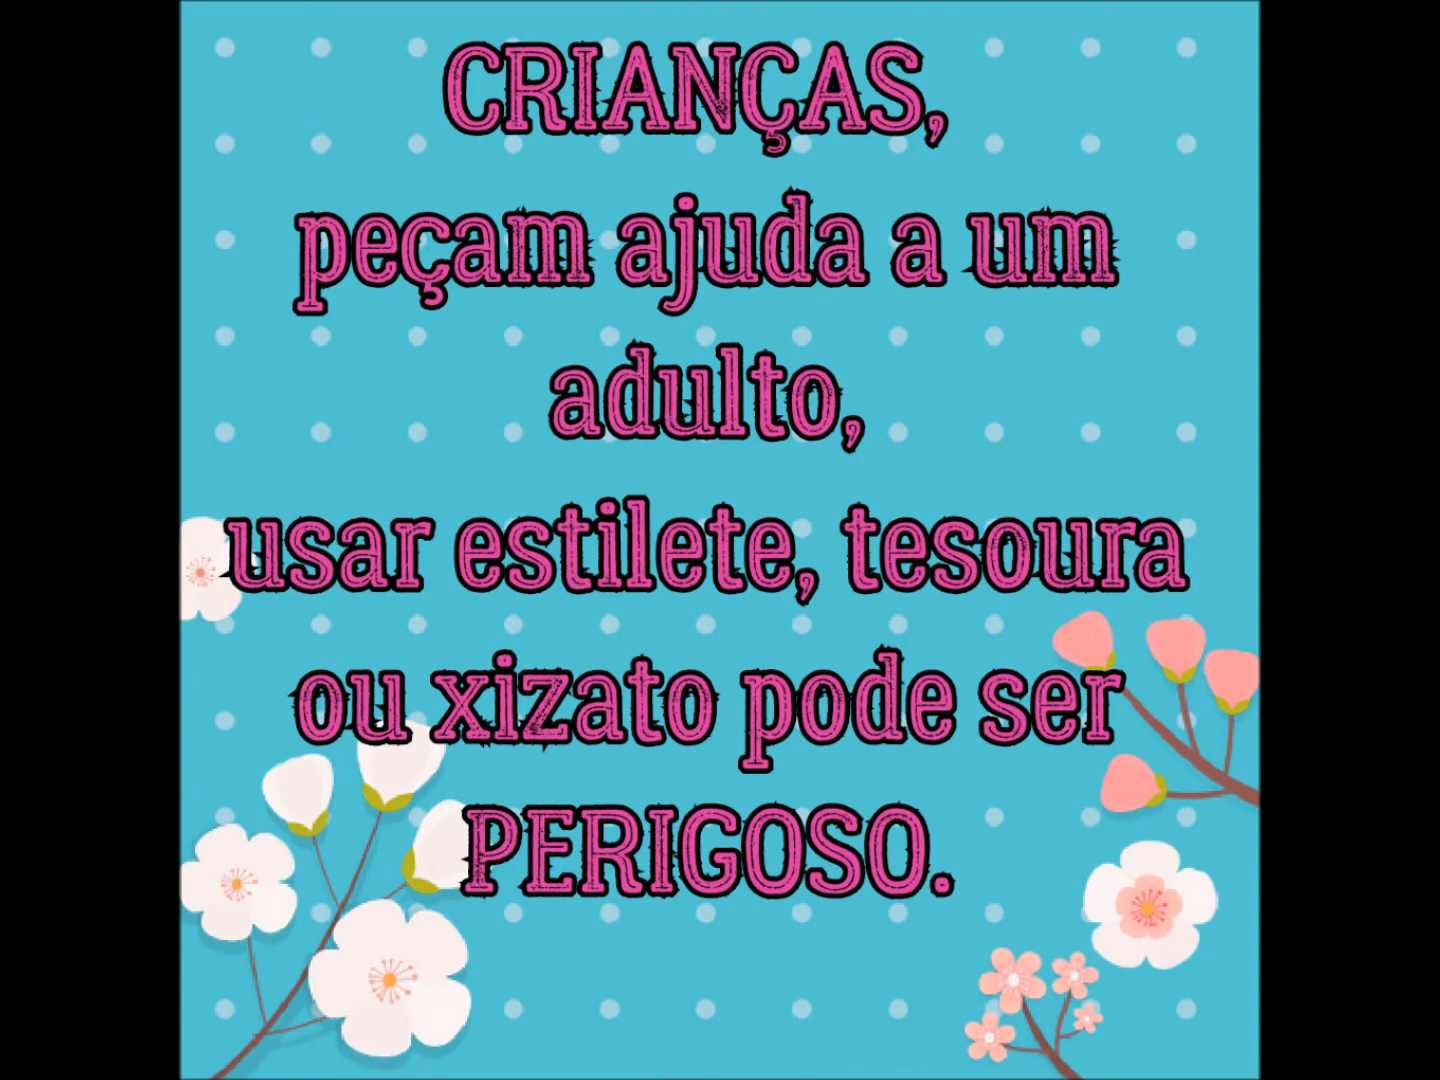 CRIANÇAS,
peçam ajuda a um
adulto,
usar estilete, tesoura
ou xizato pode ser
PERIGOSO.